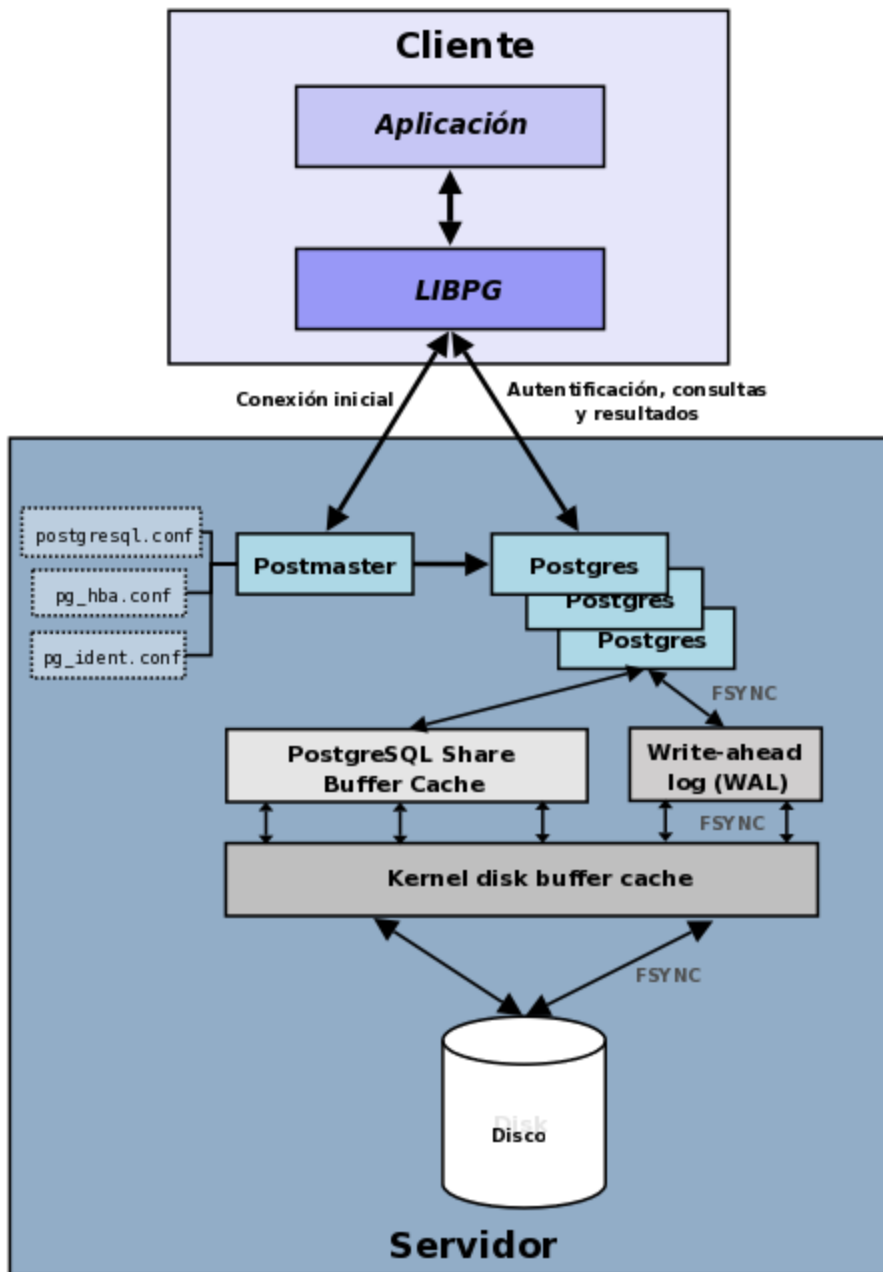 Cliente
Aplicación
LIBPG
Conexión inicial
Autentificación, consultas
y resultados
postgresql.conf
pg_hba.conf
pg_ident.conf
Postmaster
Postgres
Postgres
Postgres
FSYNC
PostgreSQL Share
Buffer Cache
Write-ahead
log (WAL)
FSYNC
Kernel disk buffer cache
FSYNC
Disk
Disco
Servidor